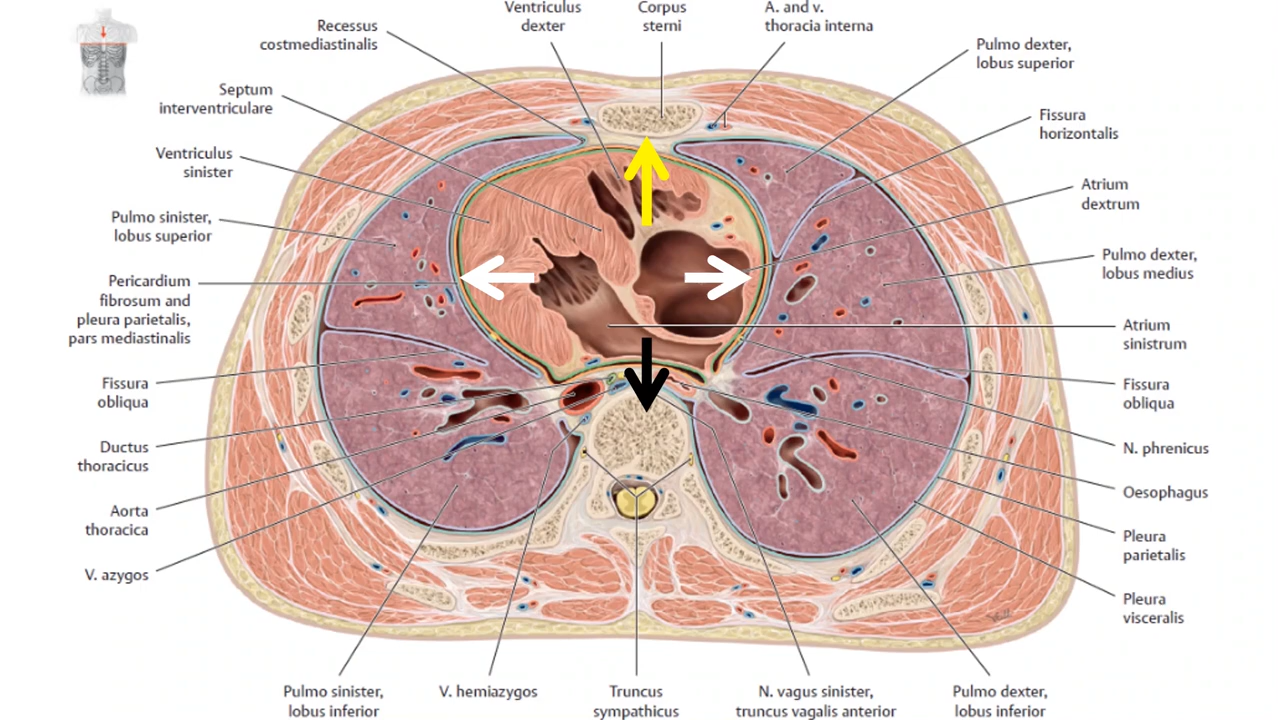 Ventriculus
dexter
Corpus
sterni
A. and v.
thoracia interna
Recessus
costmediastinalis
Septum
interventriculare
Ventriculus
sinister
Pulmo sinister,
lobus superior
Pericardium
fibrosum and
pleura parietalis,
pars mediastinalis
Fissura
obliqua
Ductus
thoracicus
Aorta
thoracica
V. azygos
Pulmo dexter,
lobus superior
Fissura
horizontalis
Atrium
dextrum
Pulmo dexter,
lobus medius
Atrium
sinistrum
Fissura
obliqua
N. phrenicus
Oesophagus
Pleura
parietalis
Pleura
visceralis
Pulmo sinister,
lobus inferior
V. hemiazygos
Truncus
sympathicus
N. vagus sinister,
truncus vagalis anterior
Pulmo dexter,
lobus inferior